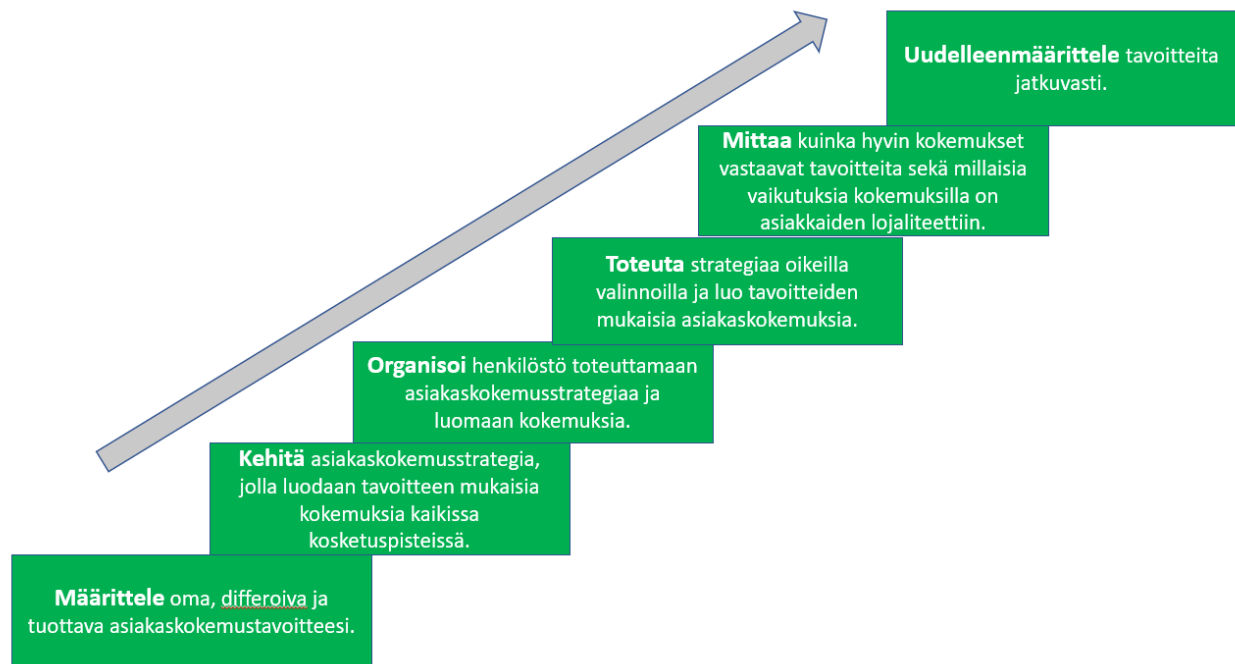 Uudelleenmäärittele tavoitteita
jatkuvasti.
Mittaa kuinka hyvin kokemukset
vastaavat tavoitteita sekä millaisia
vaikutuksia kokemuksilla on
asiakkaiden lojaliteettiin.
Toteuta strategiaa oikeilla
valinnoilla ja luo tavoitteiden
mukaisia asiakaskokemuksia.
Organisoi henkilöstö toteuttamaan
asiakaskokemusstrategiaa ja
luomaan kokemuksia.
Kehitä asiakaskokemusstrategia,
jolla luodaan tavoitteen mukaisia
kokemuksia kaikissa
kosketuspisteissä.
Määrittele oma, differoiva ja
tuottava asiakaskokemustavoitteesi.